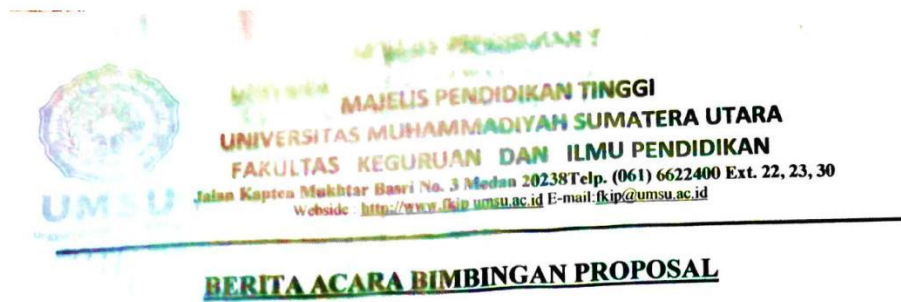 MAJELIS PENDIDIKAN TINGGI
UNIVERSITAS MUHAMMADIYAH SUMATERA UTARA
FAKULTAS KEGURUAN DAN ILMU PENDIDIKAN
Jalan Kapten Mukhtar Basri No. 3 Medan 20238Telp. (061) 6622400 Ext. 22, 23, 30
Webside : http://www.fkip.umsu.ac.id E-mail:fkip@umsu.ac.id
UMSU
BERITA ACARA BIMBINGAN PROPOSAL